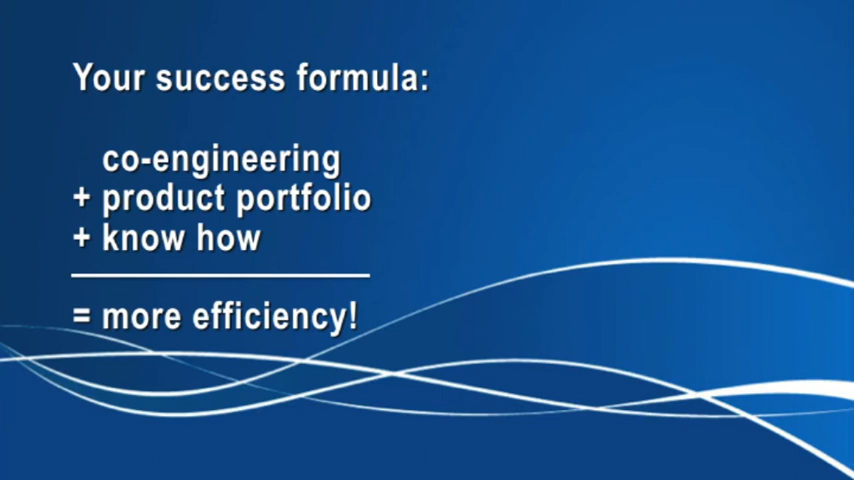 Your success formula:
co-engineering
+ product portfolio
+ know how
= more efficiency!